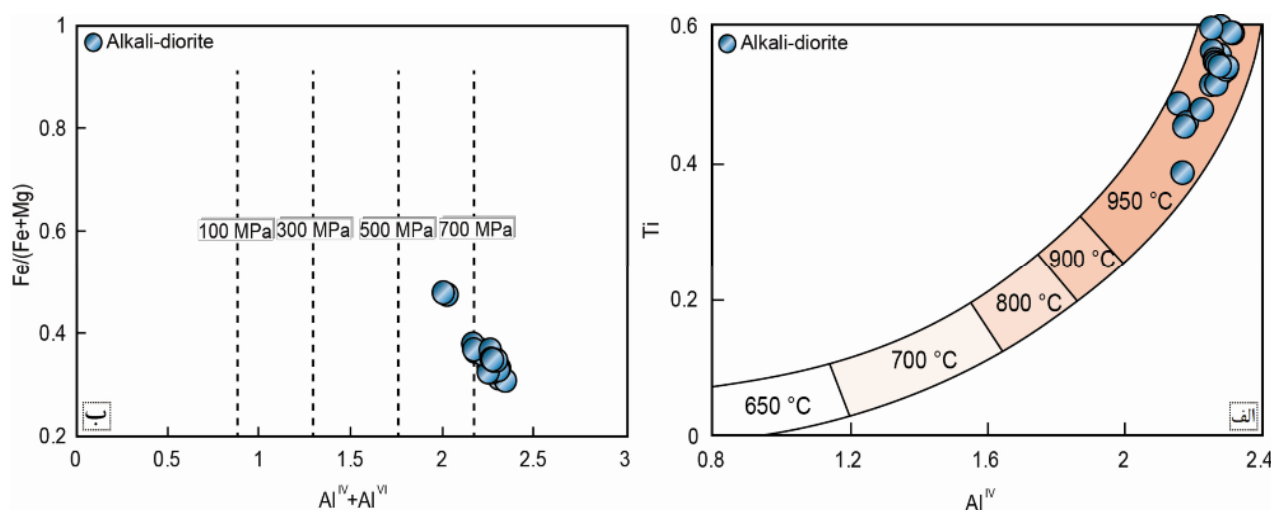 Alkali-diorite
1
0.8
0.6
0.4
0.2
Fe/(Fe+Mg)
100 MPa
300 MPa
500 MPa
700 MPa
ب
0
0.5
1
1.5
2
2.5
3
Al^IV+Al^VI
Alkali-diorite
0.6
0.4
0.2
0
Ti
950 °C
900 °C
800 °C
700 °C
650 °C
الف
0.8
1.2
1.6
2
2.4
Al^IV